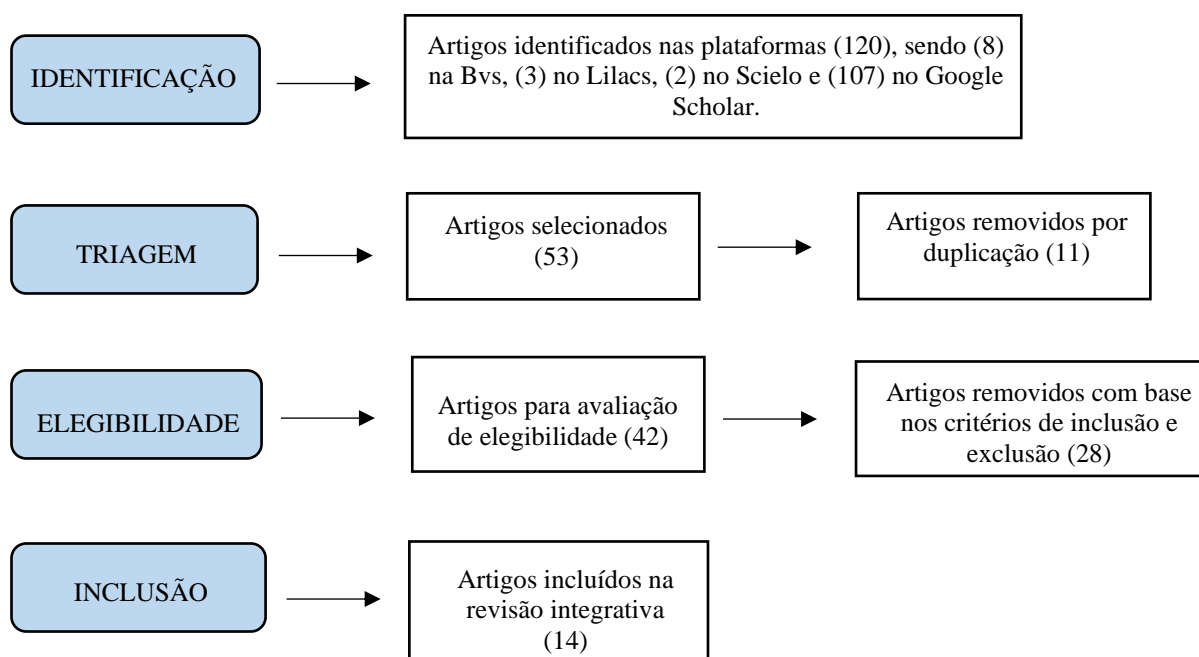 IDENTIFICAÇÃO
Artigos identificados nas plataformas (120), sendo (8)
na Bvs, (3) no Lilacs, (2) no Scielo e (107) no Google
Scholar.
TRIAGEM
Artigos selecionados
(53)
Artigos removidos por
duplicação (11)
ELEGIBILIDADE
Artigos para avaliação
de elegibilidade (42)
Artigos removidos com base
nos critérios de inclusão e
exclusão (28)
INCLUSÃO
Artigos incluídos na
revisão integrativa
(14)